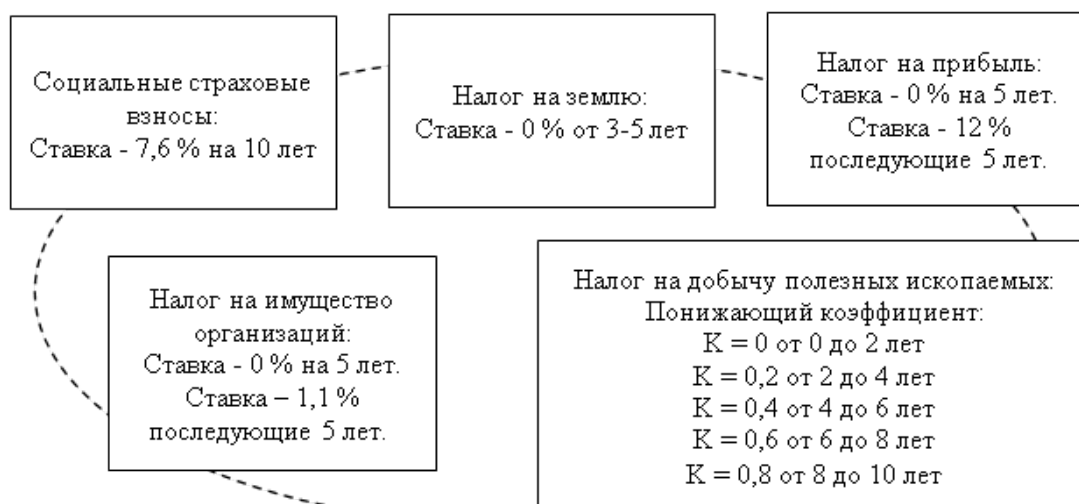 Социальные страховые
взносы:
Ставка - 7,6 % на 10 лет
Налог на землю:
Ставка - 0 % от 3-5 лет
Налог на прибыль:
Ставка - 0 % на 5 лет.
Ставка - 12 %
последующие 5 лет.
Налог на имущество
организаций:
Ставка - 0 % на 5 лет.
Ставка – 1,1 %
последующие 5 лет.
Налог на добычу полезных ископаемых:
Понижающий коэффициент:
К = 0 от 0 до 2 лет
К = 0,2 от 2 до 4 лет
К = 0,4 от 4 до 6 лет
К = 0,6 от 6 до 8 лет
К = 0,8 от 8 до 10 лет